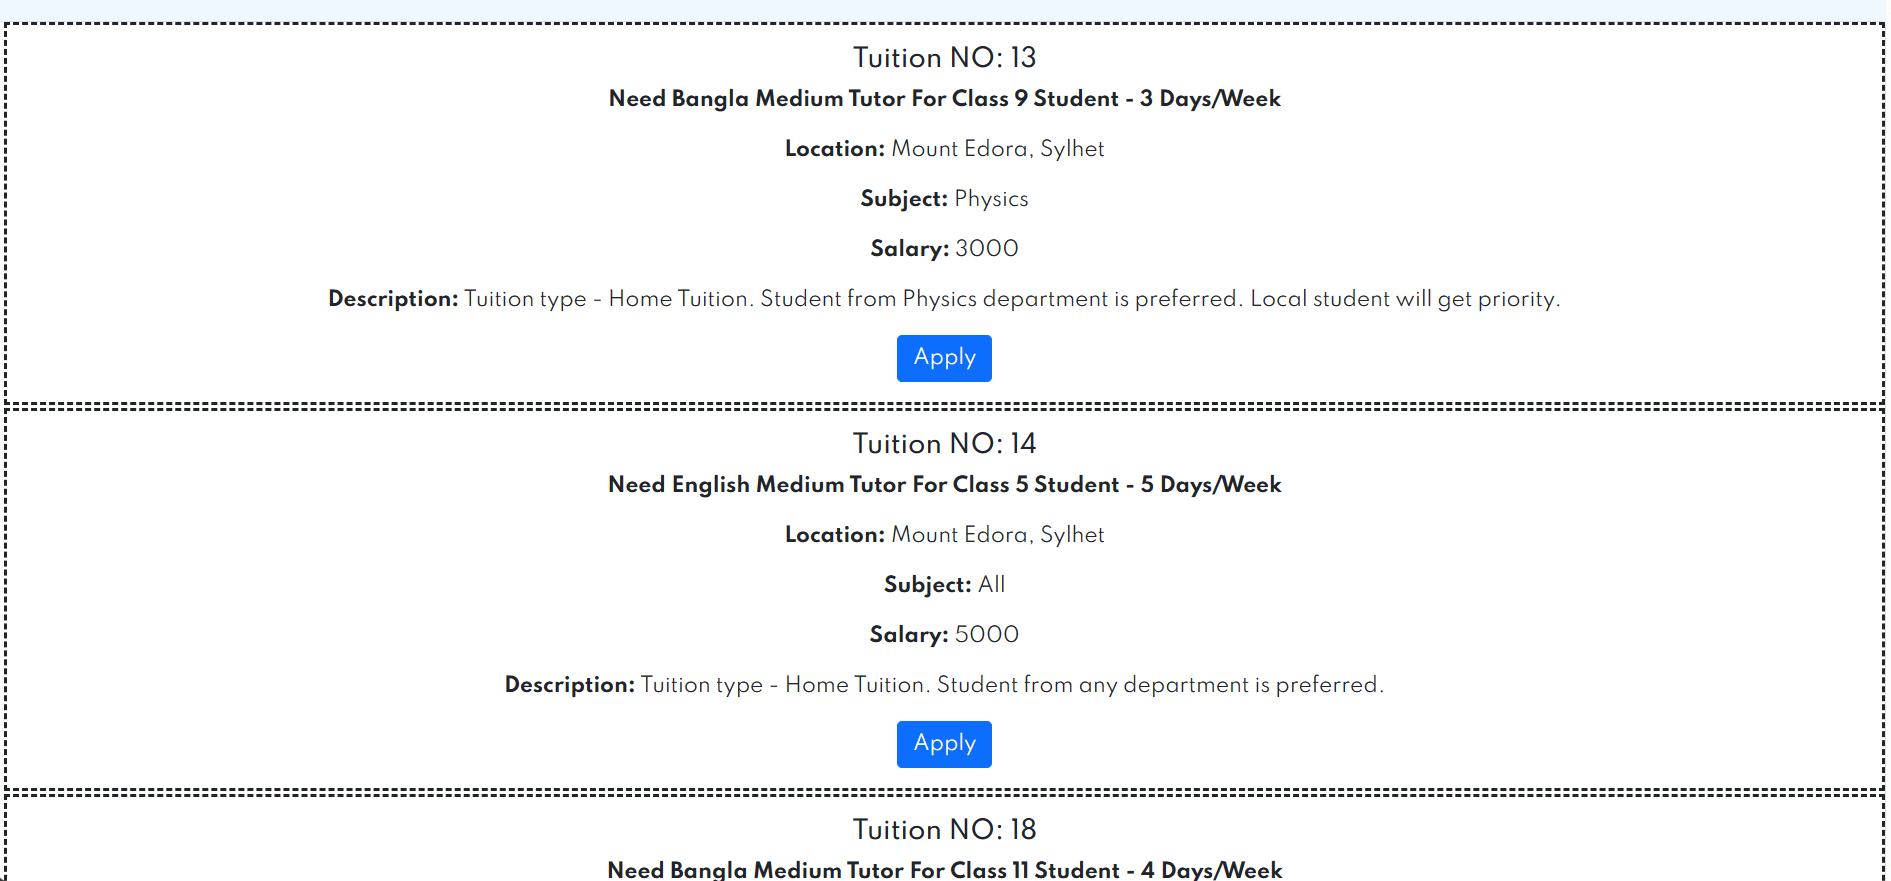 Tuition NO: 13
Need Bangla Medium Tutor For Class 9 Student - 3 Days/Week
Location: Mount Edora, Sylhet
Subject: Physics
Salary: 3000
Description: Tuition type - Home Tuition. Student from Physics department is preferred. Local student will get priority.
Apply
Tuition NO: 14
Need English Medium Tutor For Class 5 Student - 5 Days/Week
Location: Mount Edora, Sylhet
Subject: All
Salary: 5000
Description: Tuition type - Home Tuition. Student from any department is preferred.
Apply
Tuition NO: 18
Need Bangla Medium Tutor For Class 11 Student - 4 Days/Week